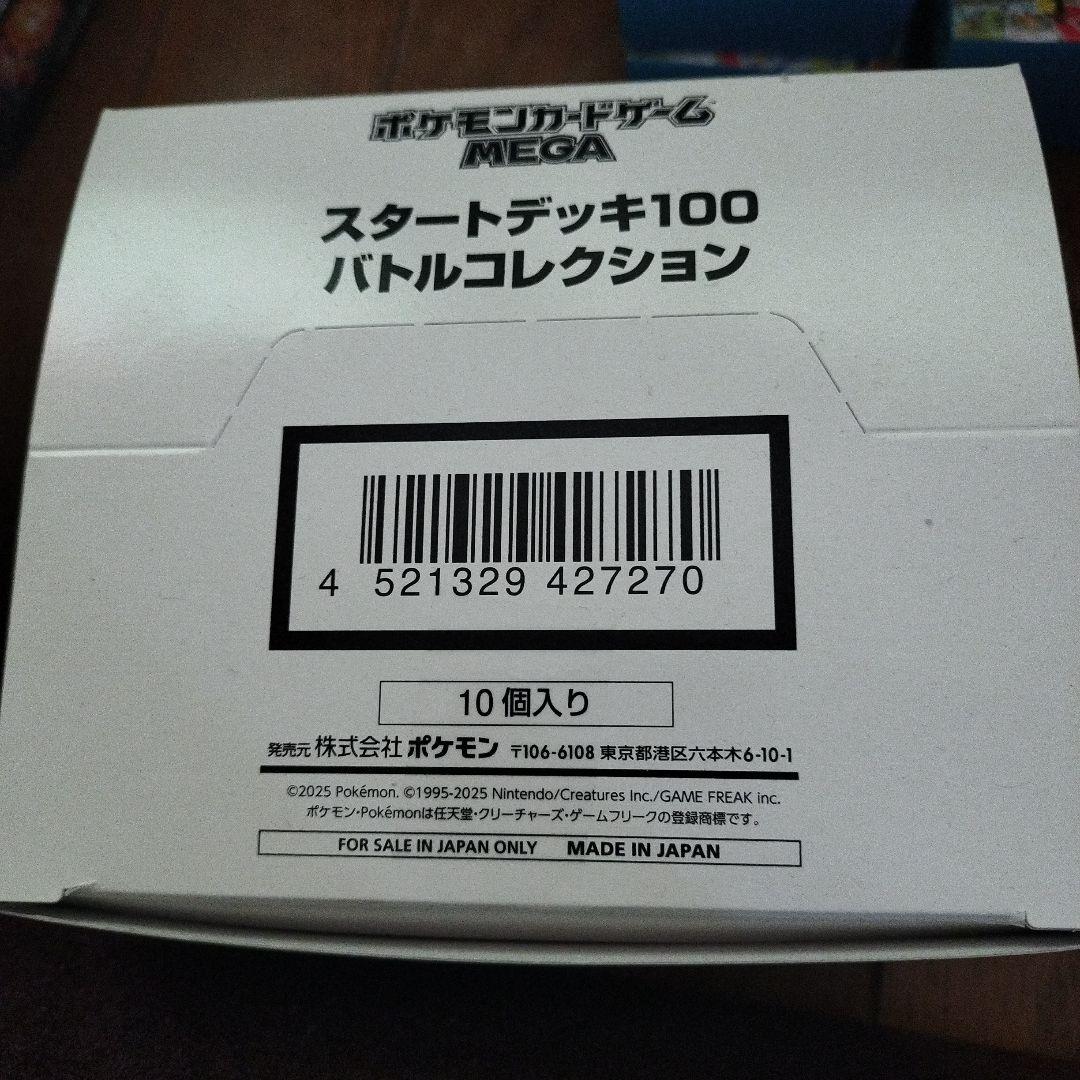 ポケモンカードゲーム
MEGA
スタートデッキ100
バトルコレクション
4 521329 427270
10個入り
発売元 株式会社 ポケモン 〒106-6108 東京都港区六本木6-10-1
©2025 Pokémon. ©1995-2025 Nintendo/Creatures Inc./GAME FREAK inc.
ポケモン・Pokémonは任天堂・クリーチャーズ・ゲームフリークの登録商標です。
FOR SALE IN JAPAN ONLY MADE IN JAPAN